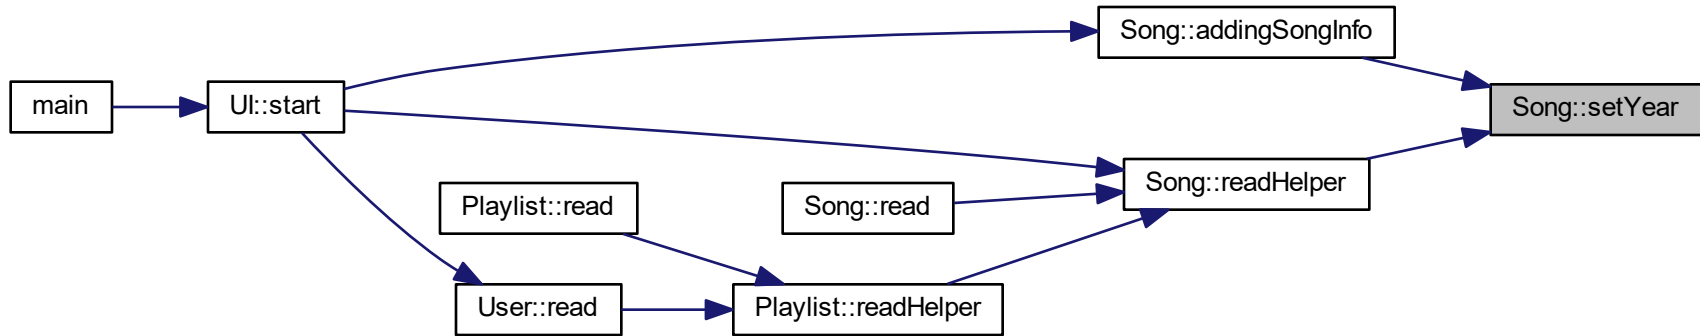 Song::addingSongInfo
main
UI::start
Song::setYear
Song::readHelper
Playlist::read
Song::read
User::read
Playlist::readHelper